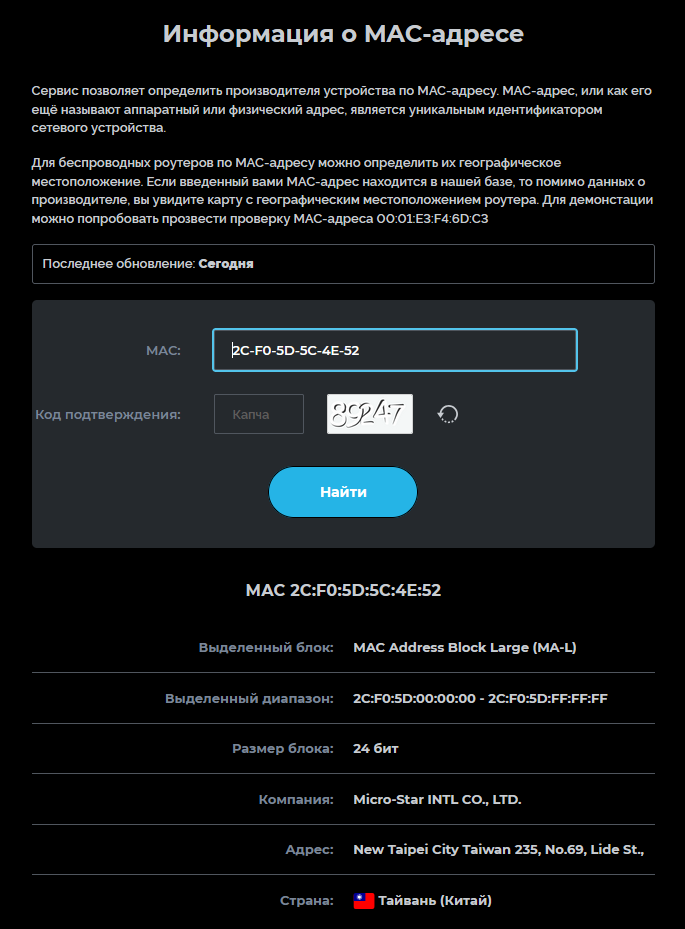 Информация о MAC-адресе
Сервис позволяет определить производителя устройства по MAC-адресу. MAC-адрес, или как его
ещё называют аппаратный или физический адрес, является уникальным идентификатором
сетевого устройства.
Для беспроводных роутеров по MAC-адресу можно определить их географическое
местоположение. Если введенный вами MAC-адрес находится в нашей базе, то помимо данных о
производителе, вы увидите карту с географическим местоположением роутера. Для демонстации
можно попробовать прозвести проверку MAC-адреса 00:01:E3:F4:6D:C3
Последнее обновление: Сегодня
MAC: 2C-F0-5D-5C-4E-52
Код подтверждения: Капча 89247
Найти
MAC 2C:F0:5D:5C:4E:52
Выделенный блок: MAC Address Block Large (MA-L)
Выделенный диапазон: 2C:F0:5D:00:00:00 - 2C:F0:5D:FF:FF:FF
Размер блока: 24 бит
Компания: Micro-Star INTL CO., LTD.
Адрес: New Taipei City Taiwan 235, No.69, Lide St.,
Страна: Тайвань (Китай)